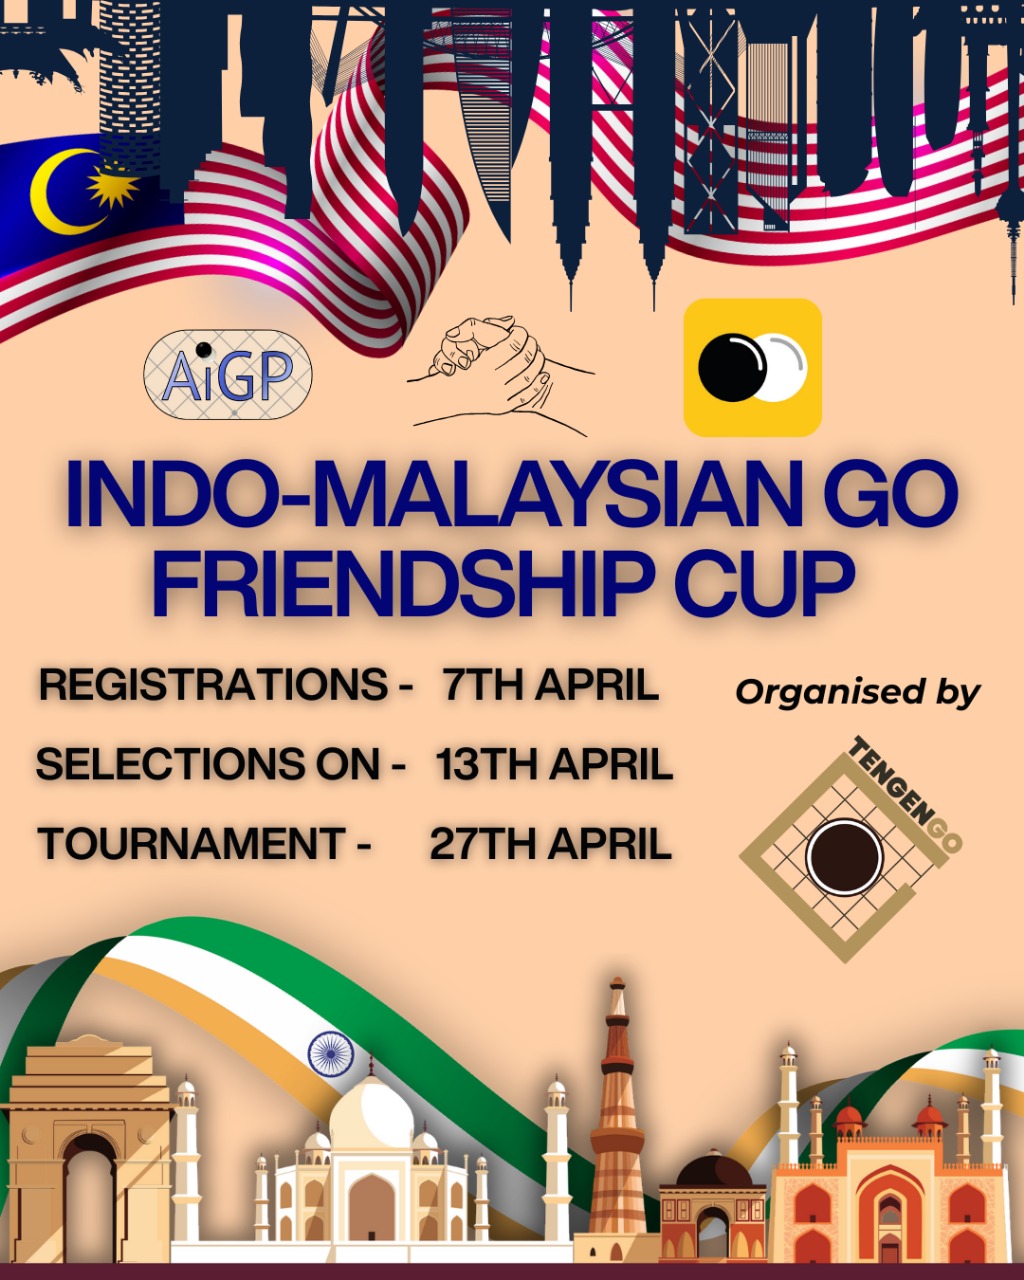 AiGP
INDO-MALAYSIAN GO
FRIENDSHIP CUP
REGISTRATIONS - 7TH APRIL
SELECTIONS ON - 13TH APRIL
TOURNAMENT - 27TH APRIL
Organised by
TENGENGO